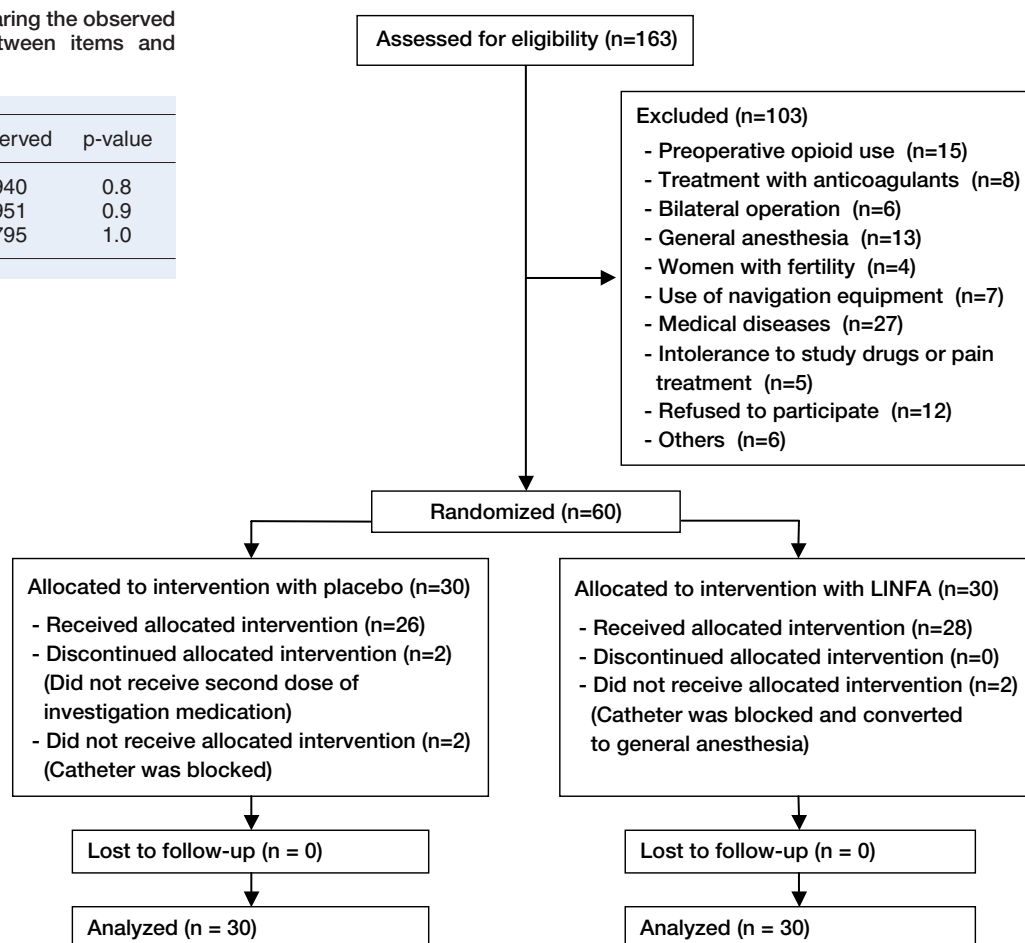 the observed
items and
p-value
0.8
0.9
1.0
Assessed for eligibility (n=163)
Excluded (n=103)
- Preoperative opioid use (n=15)
- Treatment with anticoagulants (n=8)
- Bilateral operation (n=6)
- General anesthesia (n=13)
- Women with fertility (n=4)
- Use of navigation equipment (n=7)
- Medical diseases (n=27)
- Intolerance to study drugs or pain
treatment (n=5)
- Refused to participate (n=12)
- Others (n=6)
Randomized (n=60)
Allocated to intervention with placebo (n=30)
- Received allocated intervention (n=26)
- Discontinued allocated intervention (n=2)
(Did not receive second dose of
investigation medication)
- Did not receive allocated intervention (n=2)
(Catheter was blocked)
Allocated to intervention with LINFA (n=30)
- Received allocated intervention (n=28)
- Discontinued allocated intervention (n=0)
- Did not receive allocated intervention (n=2)
(Catheter was blocked and converted
to general anesthesia)
Lost to follow-up (n = 0)
Lost to follow-up (n = 0)
Analyzed (n = 30)
Analyzed (n = 30)